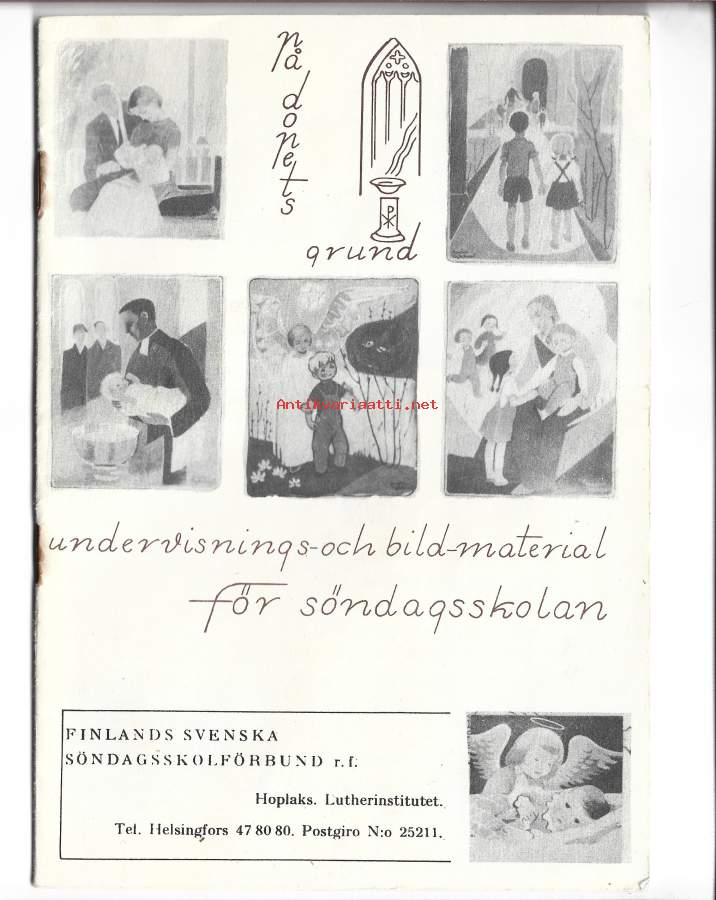 på dopets
grund
Antikvariaatti.net
undervisnings-och bild-material
för söndagsskolan
FINLANDS SVENSKA
SÖNDAGSSKOLFÖRBUND r. f.
Hoplaks. Lutherinstitutet.
Tel. Helsingfors 47 80 80. Postgiro N:o 25211.